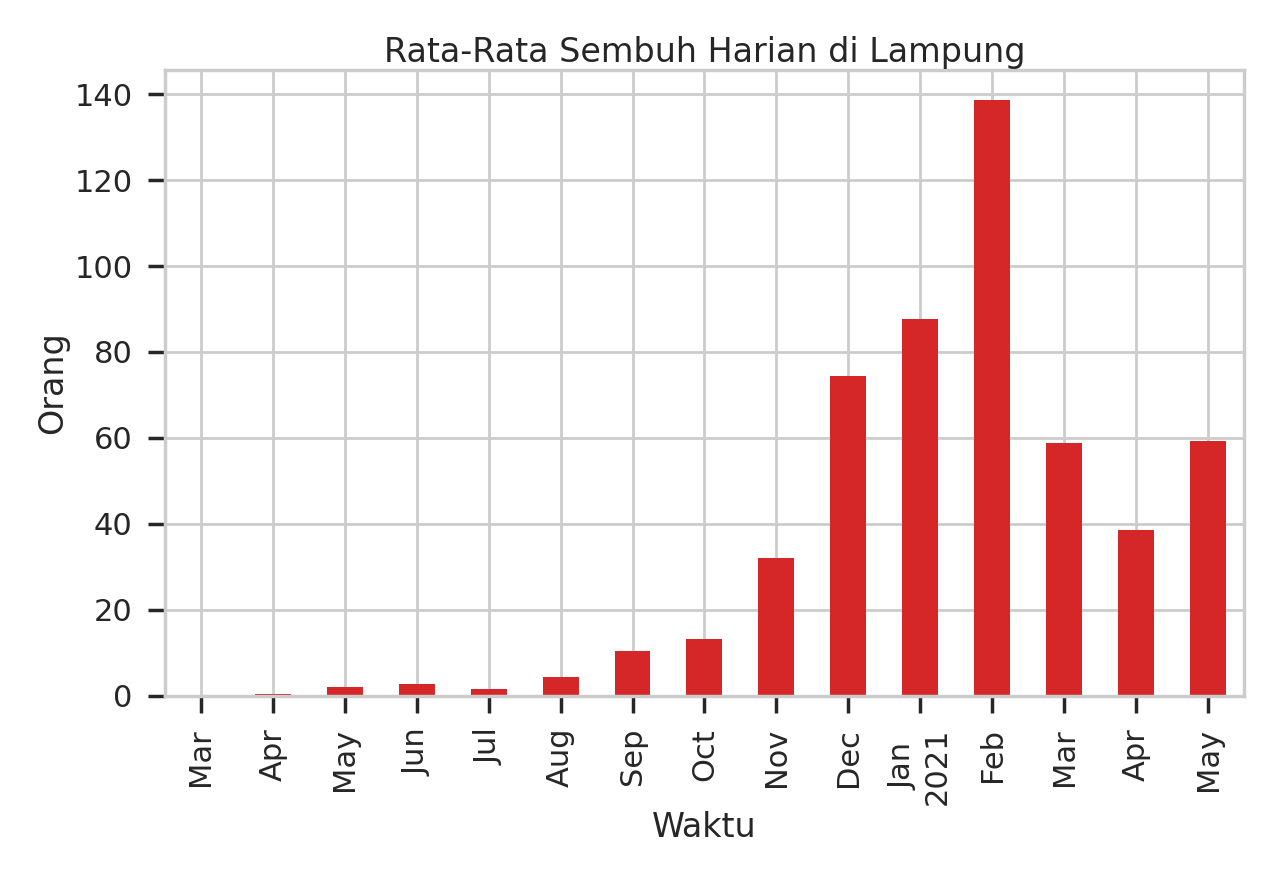 Rata-Rata Sembuh Harian di Lampung
140
120
100
80
60
40
20
0
Orang
Mar
Apr
May
Jun
Jul
Aug
Sep
Oct
Nov
Dec
Jan
2021
Feb
Mar
Apr
May
Waktu